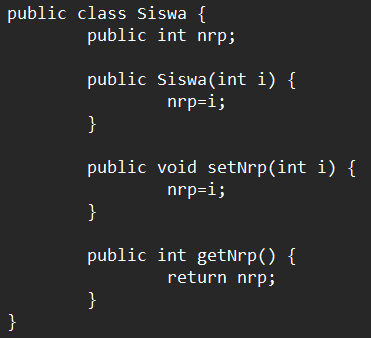 public class Siswa {
public int nrp;
public Siswa(int i) {
nrp=i;
}
public void setNrp(int i) {
nrp=i;
}
public int getNrp() {
return nrp;
}
}